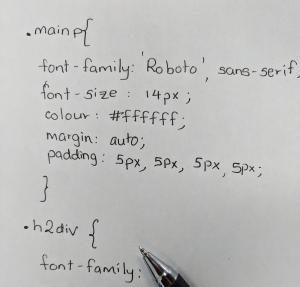 .mainp{
font-family: 'Roboto', sans-serif,
font-size : 14px ;
colour : #ffffff;
margin: auto;
padding: 5px, 5px, 5px, 5px;
}
.h2div {
font-family: